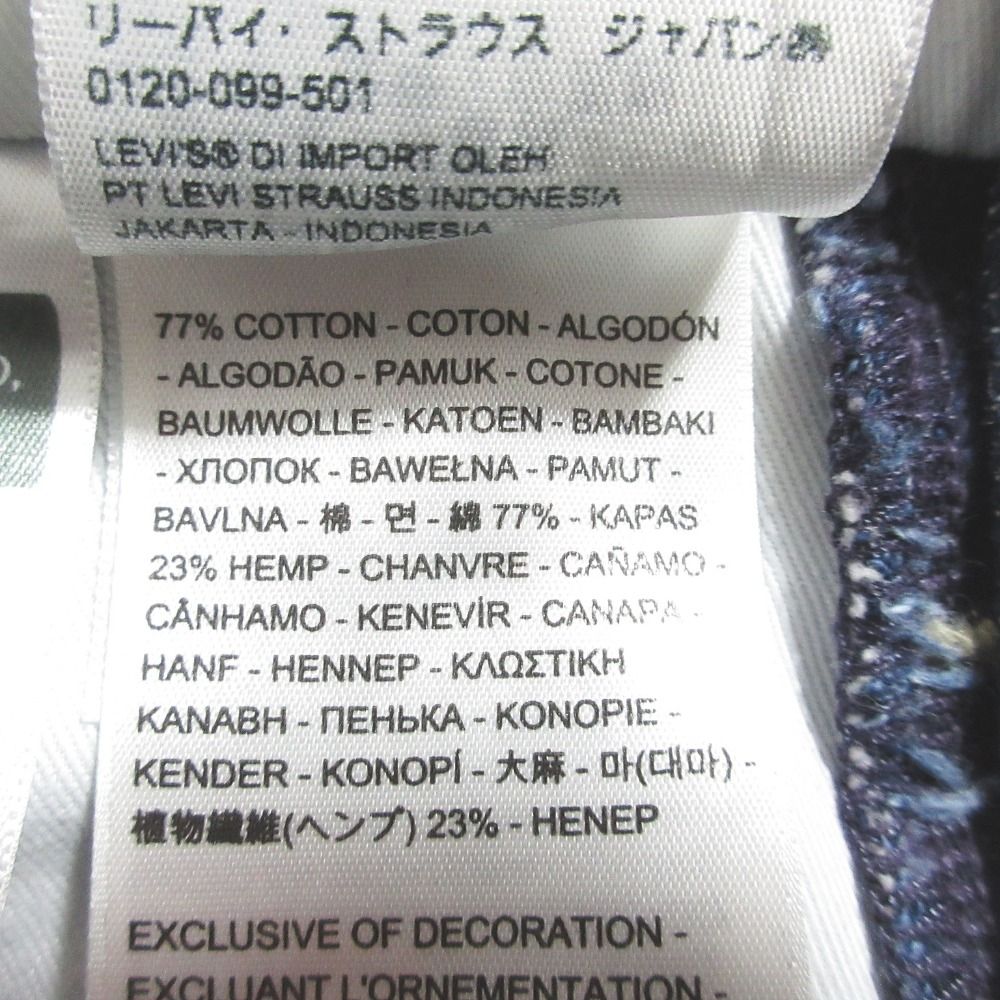 リーバイ・ストラウス ジャパン㈱
0120-099-501
LEVI'S® DI IMPORT OLEH
PT LEVI STRAUSS INDONESIA
JAKARTA - INDONESIA
77% COTTON - COTON - ALGODÓN
- ALGODÃO - PAMUK - COTONE -
BAUMWOLLE - KATOEN - BAMBAKI
- ХЛОПОК - BAWEŁNA - PAMUT -
BAVLNA - 棉 - 면 - 綿 77% - KAPAS
23% HEMP - CHANVRE - CAÑAMO -
CÂNHAMO - KENEVİR - CANAPA -
HANF - HENNEP - ΚΛΩΣΤΙΚΗ
ΚΑΝΑΒΗ - ПЕНЬКА - KONOPIE -
KENDER - KONOPÍ - 大麻 - 마(대마) -
植物繊維(ヘンプ) 23% - HENEP
EXCLUSIVE OF DECORATION -
EXCLUANT L'ORNEMENTATION -